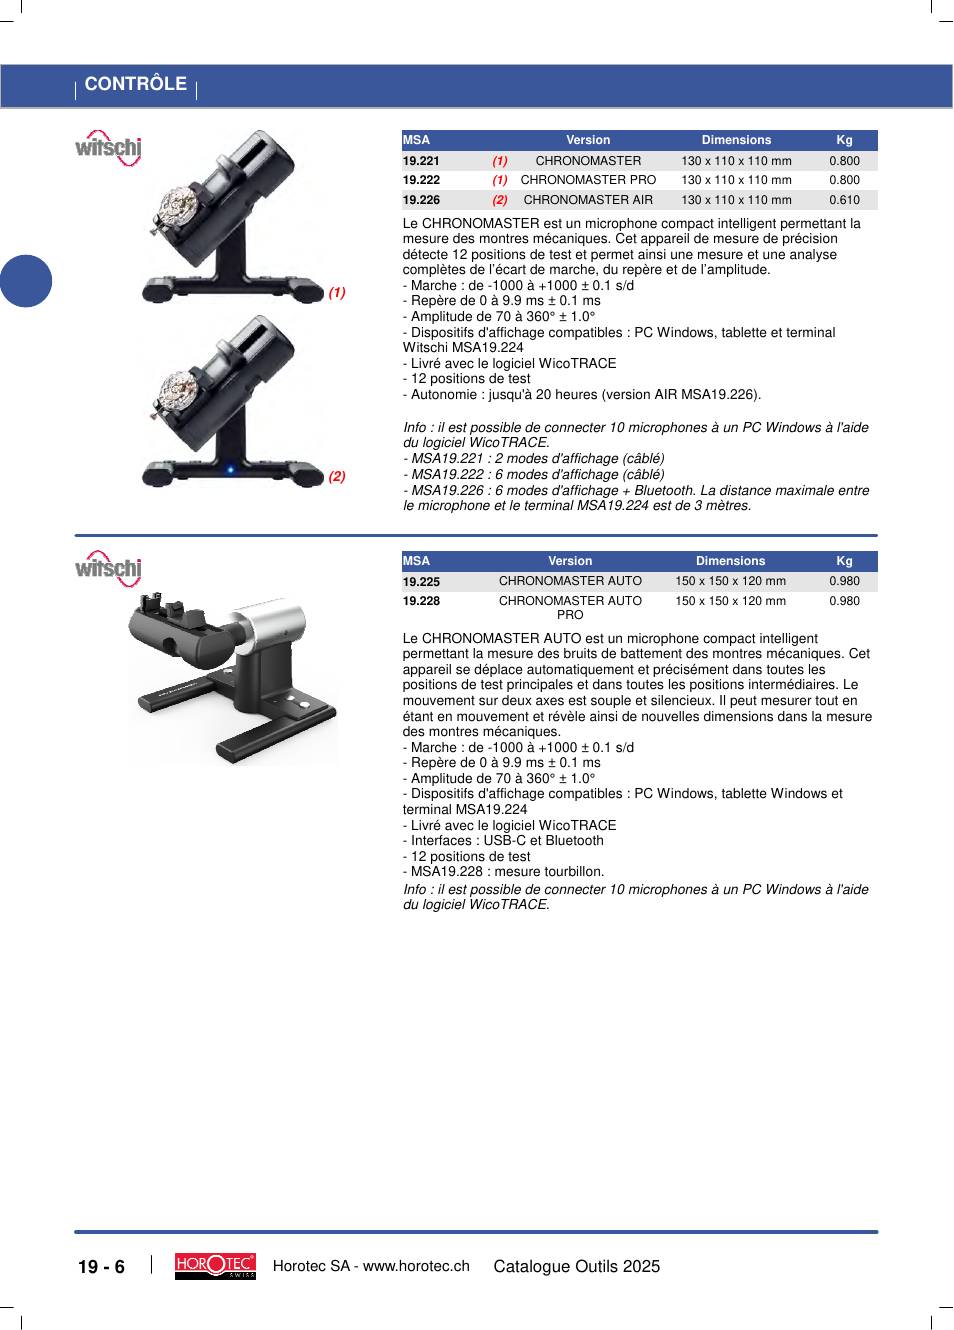 CONTRÔLE
witschi
(1)
(2)
MSA Version Dimensions Kg
19.221 (1) CHRONOMASTER 130 x 110 x 110 mm 0.800
19.222 (1) CHRONOMASTER PRO 130 x 110 x 110 mm 0.800
19.226 (2) CHRONOMASTER AIR 130 x 110 x 110 mm 0.610
Le CHRONOMASTER est un microphone compact intelligent permettant la
mesure des montres mécaniques. Cet appareil de mesure de précision
détecte 12 positions de test et permet ainsi une mesure et une analyse
complètes de l’écart de marche, du repère et de l’amplitude.
- Marche : de -1000 à +1000 ± 0.1 s/d
- Repère de 0 à 9.9 ms ± 0.1 ms
- Amplitude de 70 à 360° ± 1.0°
- Dispositifs d'affichage compatibles : PC Windows, tablette et terminal
Witschi MSA19.224
- Livré avec le logiciel WicoTRACE
- 12 positions de test
- Autonomie : jusqu'à 20 heures (version AIR MSA19.226).
Info : il est possible de connecter 10 microphones à un PC Windows à l'aide
du logiciel WicoTRACE.
- MSA19.221 : 2 modes d'affichage (câblé)
- MSA19.222 : 6 modes d'affichage (câblé)
- MSA19.226 : 6 modes d'affichage + Bluetooth. La distance maximale entre
le microphone et le terminal MSA19.224 est de 3 mètres.
witschi
MSA Version Dimensions Kg
19.225 CHRONOMASTER AUTO 150 x 150 x 120 mm 0.980
19.228 CHRONOMASTER AUTO 150 x 150 x 120 mm 0.980
PRO
Le CHRONOMASTER AUTO est un microphone compact intelligent
permettant la mesure des bruits de battement des montres mécaniques. Cet
appareil se déplace automatiquement et précisément dans toutes les
positions de test principales et dans toutes les positions intermédiaires. Le
mouvement sur deux axes est souple et silencieux. Il peut mesurer tout en
étant en mouvement et révèle ainsi de nouvelles dimensions dans la mesure
des montres mécaniques.
- Marche : de -1000 à +1000 ± 0.1 s/d
- Repère de 0 à 9.9 ms ± 0.1 ms
- Amplitude de 70 à 360° ± 1.0°
- Dispositifs d'affichage compatibles : PC Windows, tablette Windows et
terminal MSA19.224
- Livré avec le logiciel WicoTRACE
- Interfaces : USB-C et Bluetooth
- 12 positions de test
- MSA19.228 : mesure tourbillon.
Info : il est possible de connecter 10 microphones à un PC Windows à l'aide
du logiciel WicoTRACE.
19 - 6
HOROTEC®
SWISS
Horotec SA - www.horotec.ch Catalogue Outils 2025